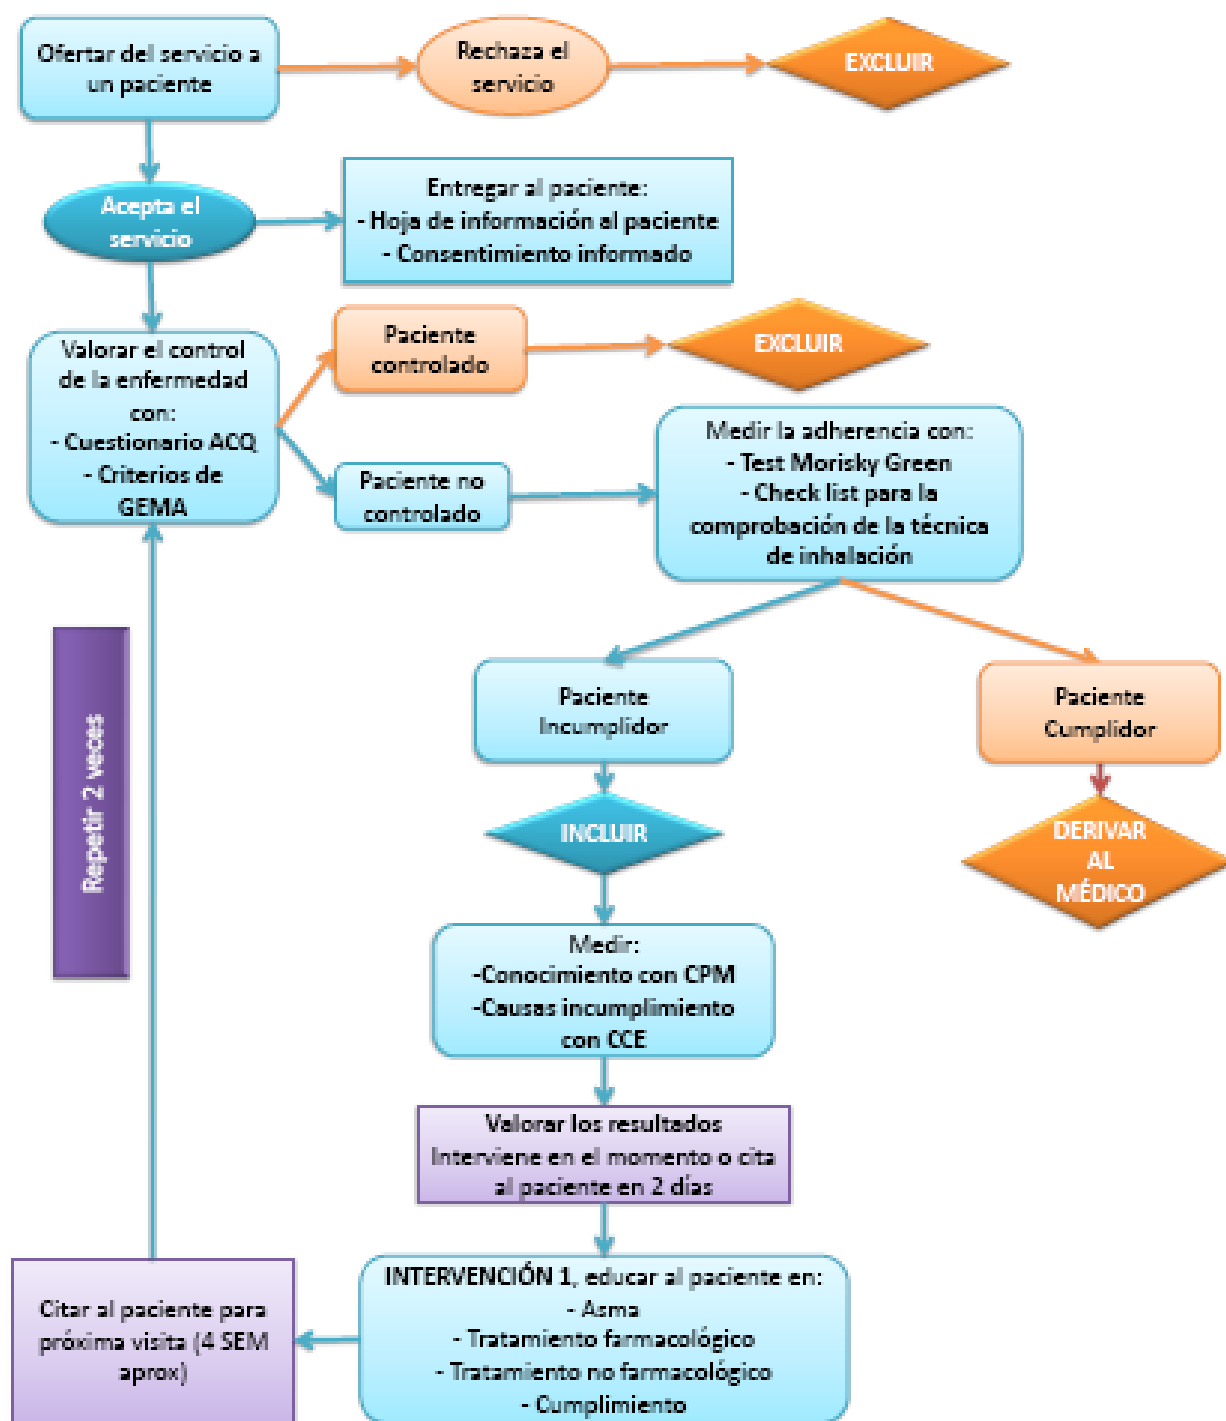 Ofertar del servicio a
un paciente
Rechaza el
servicio
EXCLUIR
Acepta el
servicio
Entregar al paciente:
- Hoja de información al paciente
- Consentimiento informado
Valorar el control
de la enfermedad
con:
- Cuestionario ACQ
- Criterios de
GEMA
Paciente
controlado
EXCLUIR
Paciente no
controlado
Medir la adherencia con:
- Test Morisky Green
- Check list para la
comprobación de la técnica
de inhalación
Paciente
Incumplidor
Paciente
Cumplidor
INCLUIR
DERIVAR
AL
MÉDICO
Repetir 2 veces
Medir:
-Conocimiento con CPM
-Causas incumplimiento
con CCE
Valorar los resultados
Interviene en el momento o cita
al paciente en 2 días
INTERVENCIÓN 1, educar al paciente en:
- Asma
- Tratamiento farmacológico
- Tratamiento no farmacológico
- Cumplimiento
Citar al paciente para
próxima visita (4 SEM
aprox)